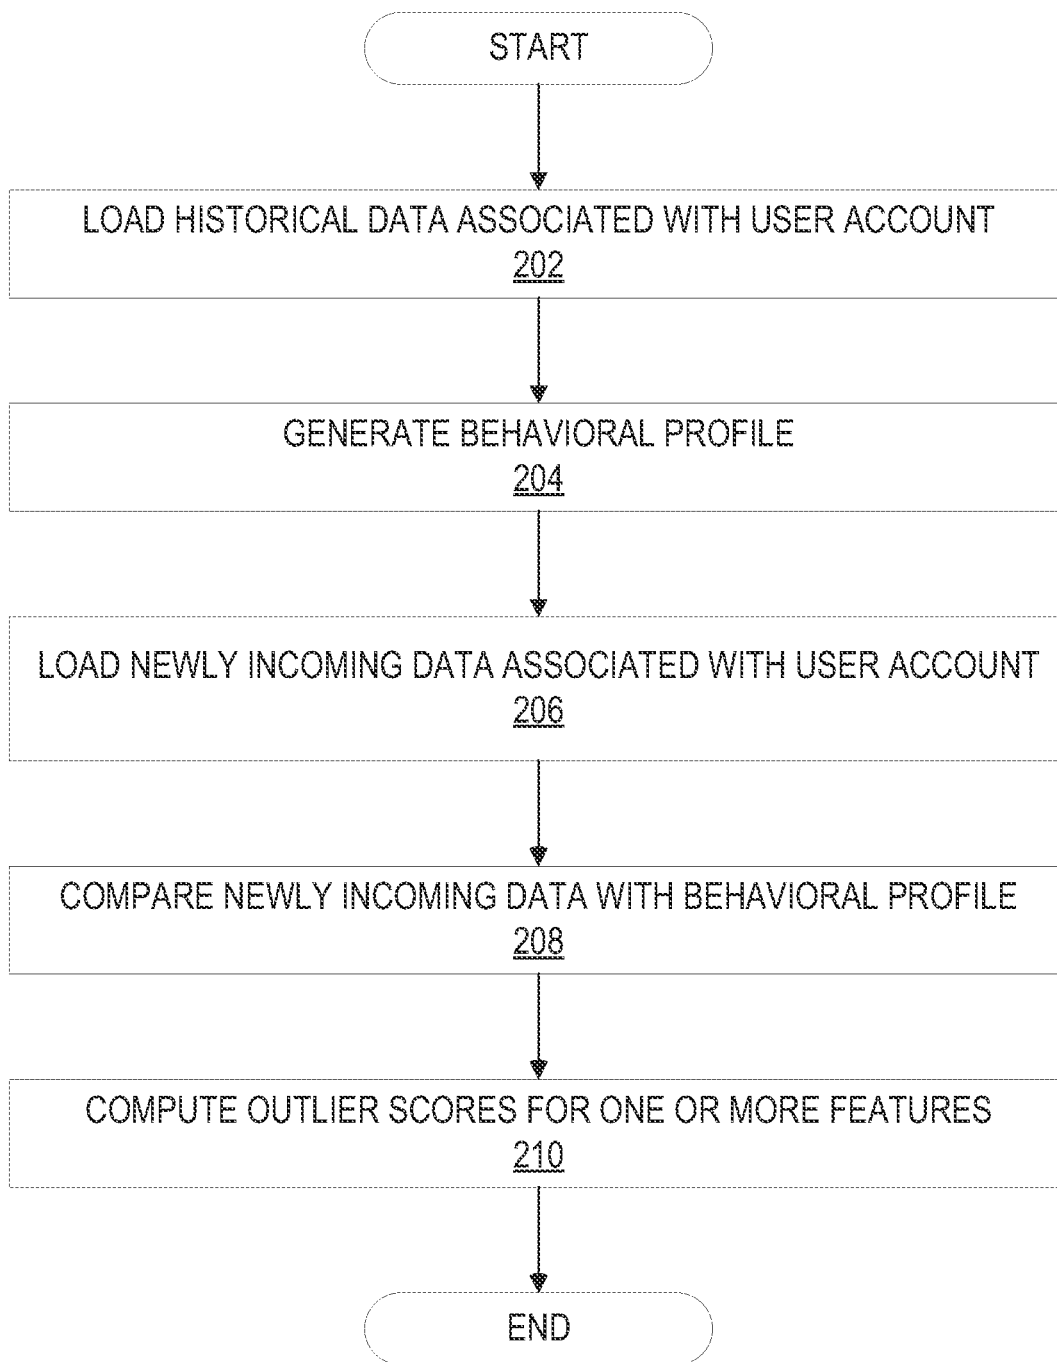 START
LOAD HISTORICAL DATA ASSOCIATED WITH USER ACCOUNT
202
GENERATE BEHAVIORAL PROFILE
204
LOAD NEWLY INCOMING DATA ASSOCIATED WITH USER ACCOUNT
206
COMPARE NEWLY INCOMING DATA WITH BEHAVIORAL PROFILE
208
COMPUTE OUTLIER SCORES FOR ONE OR MORE FEATURES
210
END